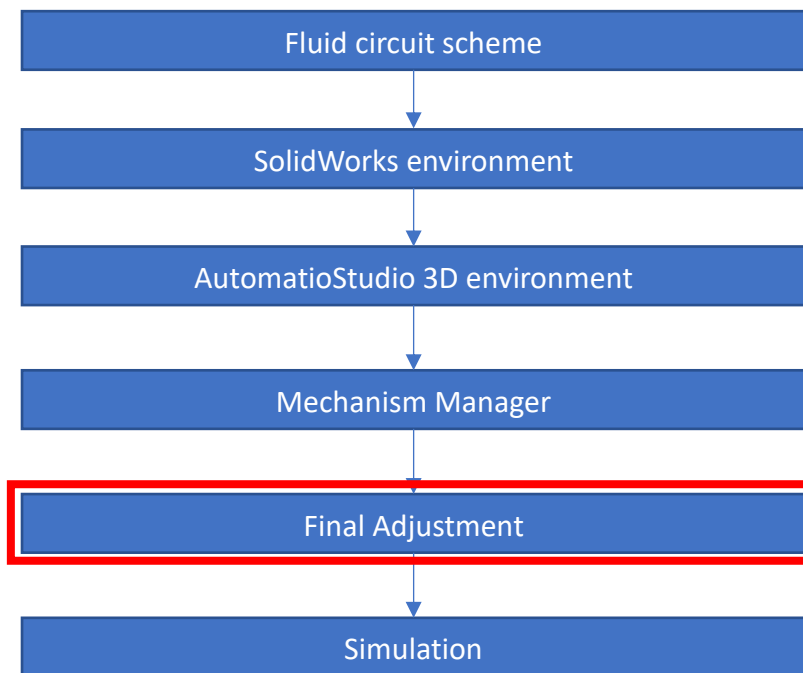 Fluid circuit scheme
SolidWorks environment
AutomatioStudio 3D environment
Mechanism Manager
Final Adjustment
Simulation